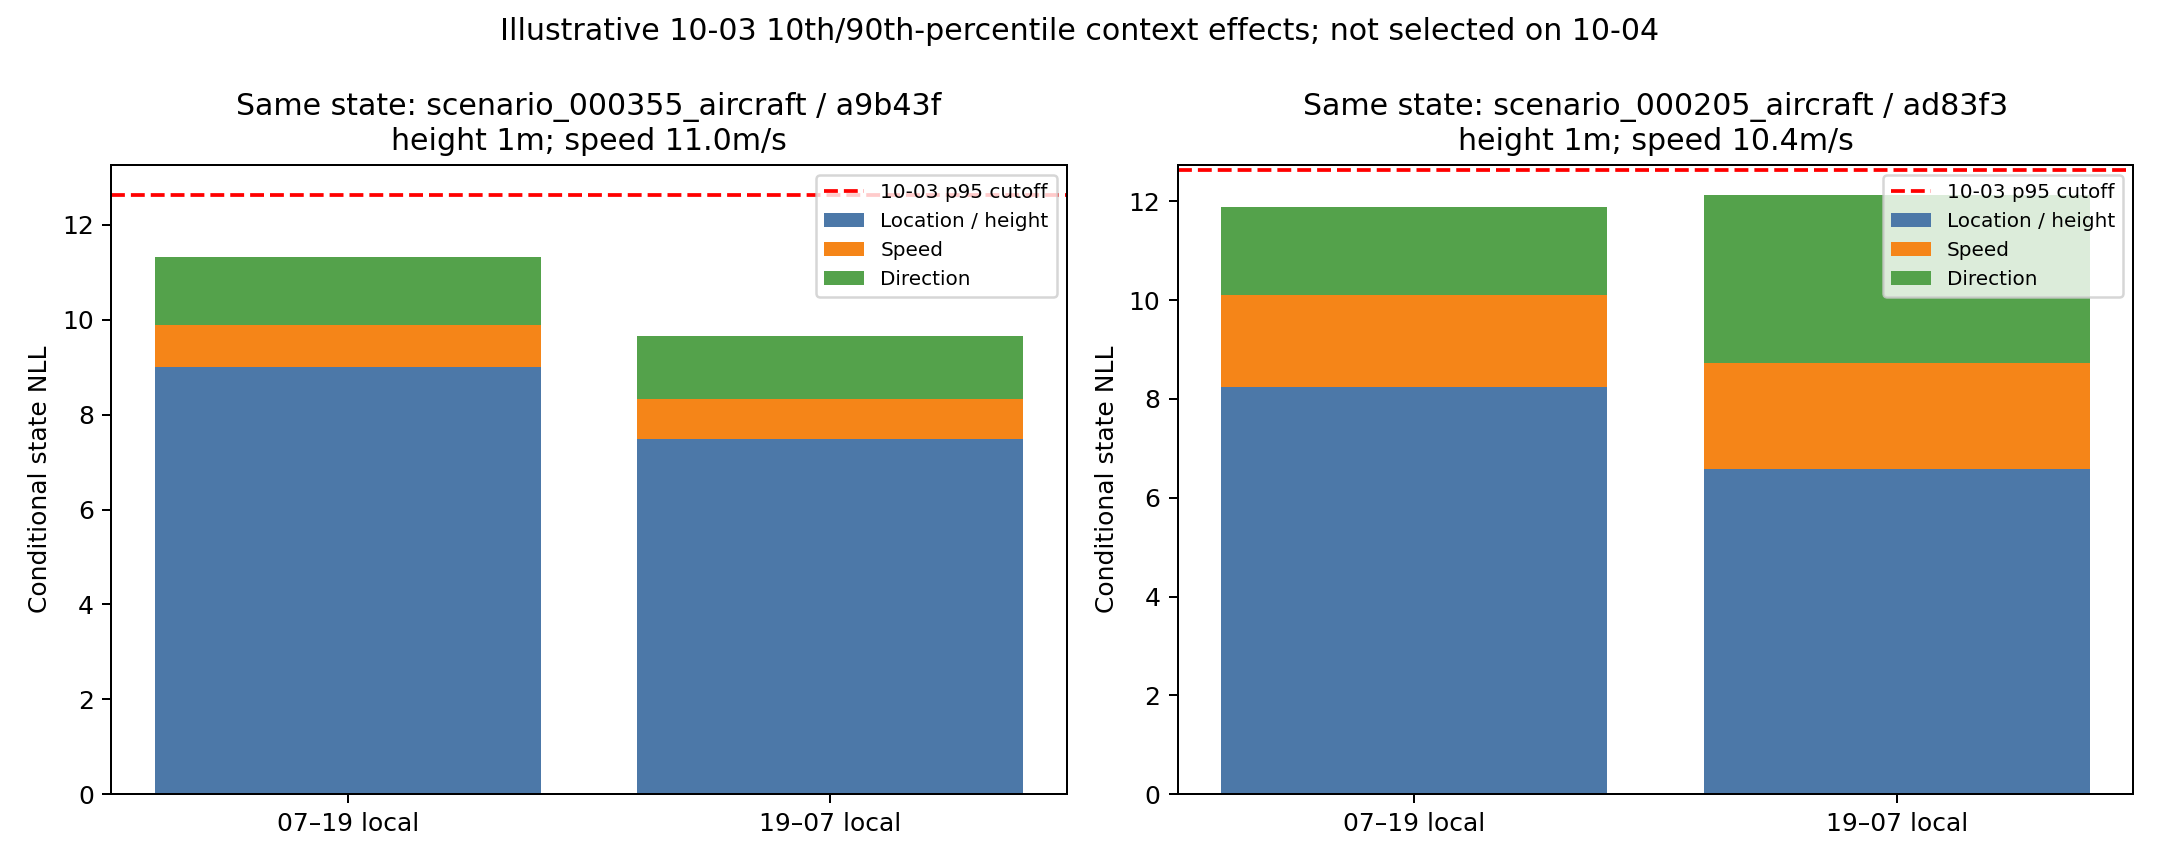 Illustrative 10-03 10th/90th-percentile context effects; not selected on 10-04
Same state: scenario_000355_aircraft / a9b43f
height 1m; speed 11.0m/s
Conditional state NLL
12
10
8
6
4
2
0
10-03 p95 cutoff
Location / height
Speed
Direction
07–19 local
19–07 local
Same state: scenario_000205_aircraft / ad83f3
height 1m; speed 10.4m/s
Conditional state NLL
12
10
8
6
4
2
0
10-03 p95 cutoff
Location / height
Speed
Direction
07–19 local
19–07 local